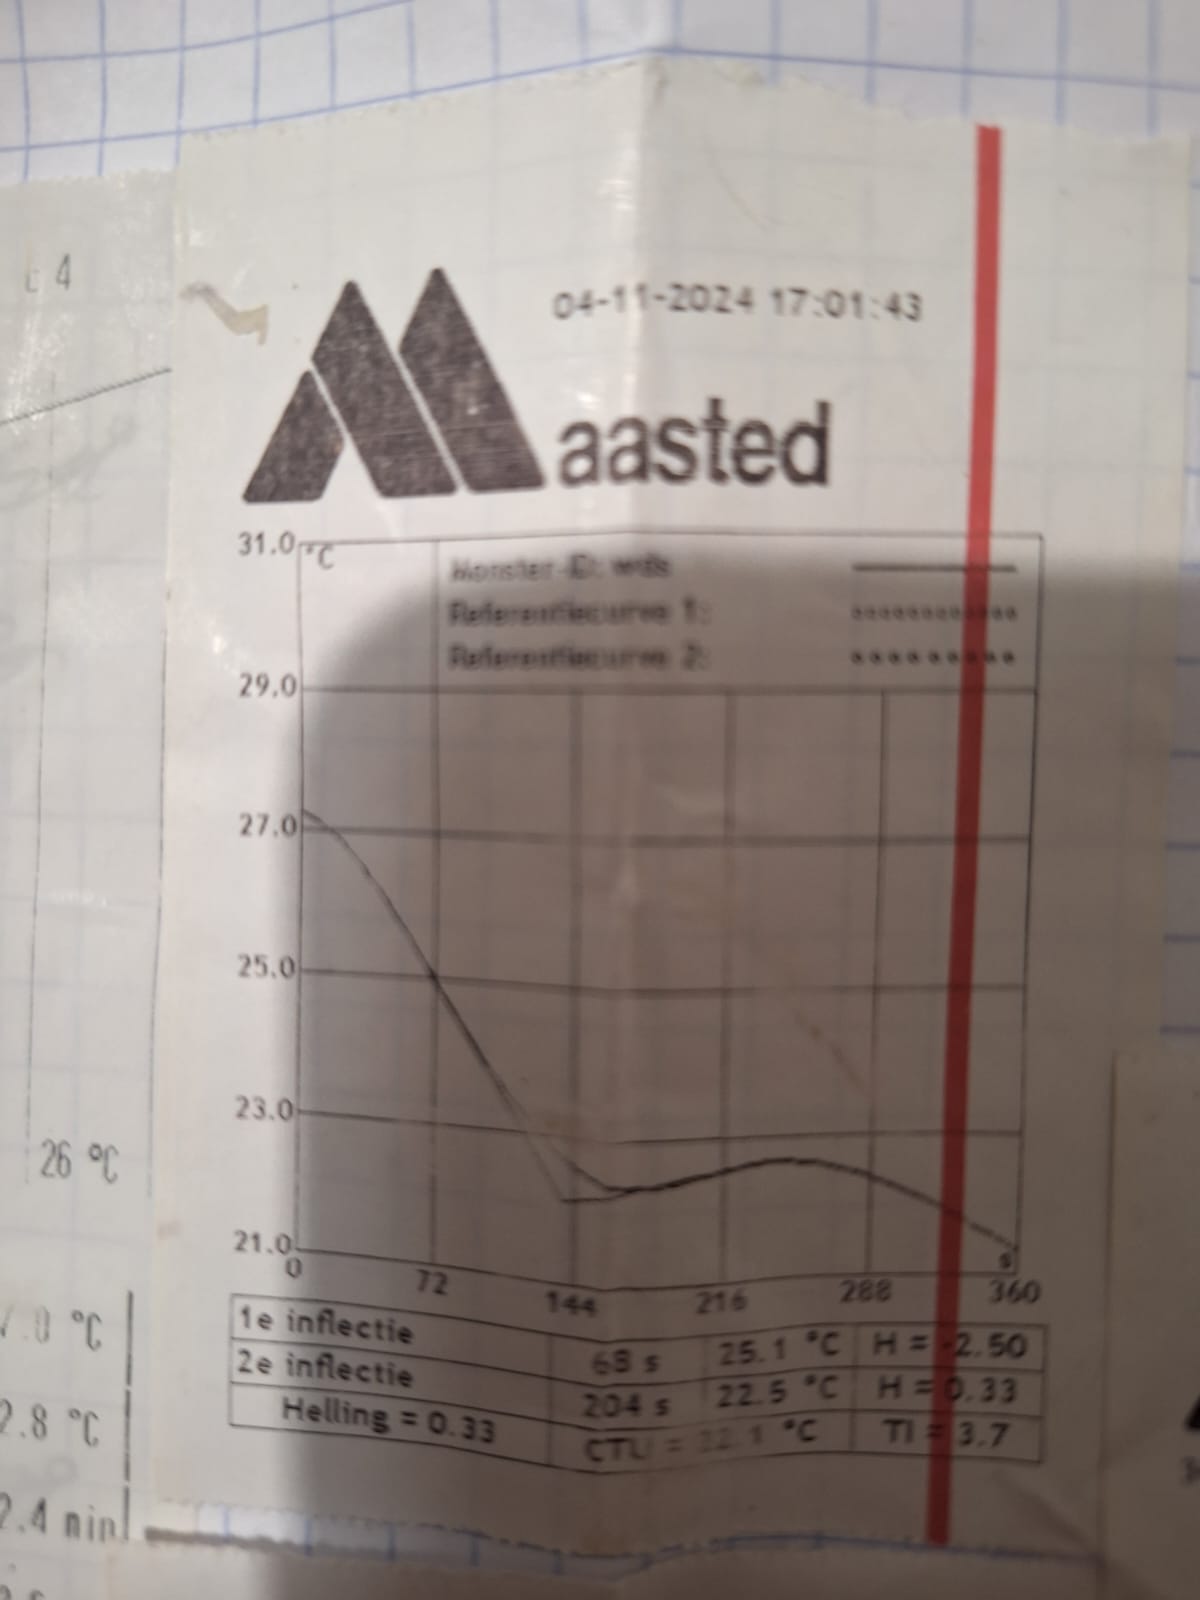 04-11-2024 17:01:43
aasted
31.0 °C
Monster-ID: wds
Referentiecurve 1:
Referentiecurve 2:
29.0
27.0
25.0
23.0
21.0
0 72 144 216 288 360
s
1e inflectie 68 s 25.1 °C H = -2.50
2e inflectie 204 s 22.5 °C H = 0.33
Helling = 0.33 CTU = 22.1 °C TI = 3.7
4
26 °C
.0 °C
2.8 °C
2.4 min